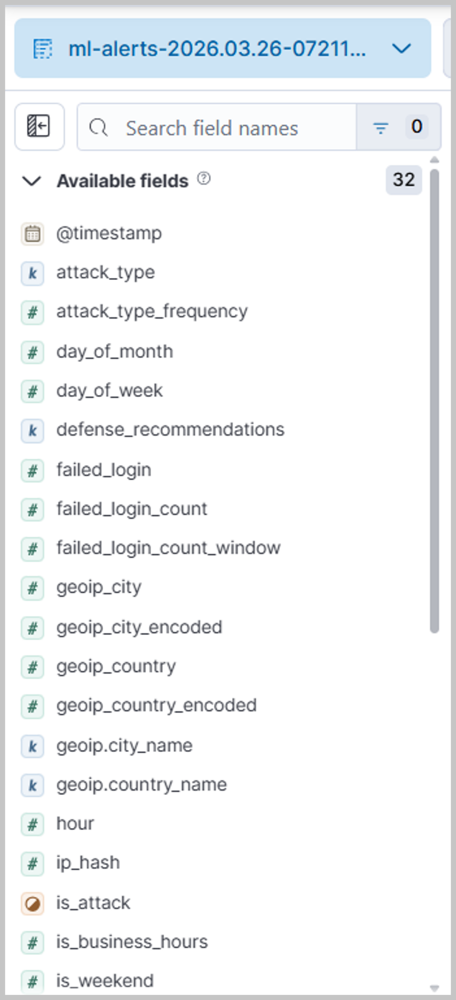 ml-alerts-2026.03.26-07211...
Search field names 0
Available fields ? 32
@timestamp
k attack_type
# attack_type_frequency
# day_of_month
# day_of_week
k defense_recommendations
# failed_login
# failed_login_count
# failed_login_count_window
# geoip_city
# geoip_city_encoded
# geoip_country
# geoip_country_encoded
k geoip.city_name
k geoip.country_name
# hour
# ip_hash
is_attack
# is_business_hours
# is_weekend